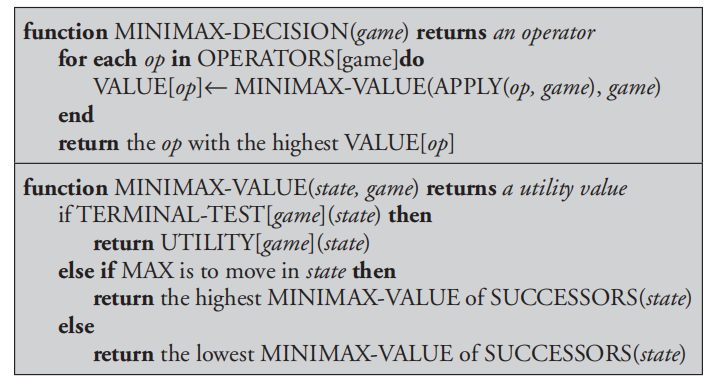 function MINIMAX-DECISION(game) returns an operator
for each op in OPERATORS[game]do
VALUE[op]← MINIMAX-VALUE(APPLY(op, game), game)
end
return the op with the highest VALUE[op]
function MINIMAX-VALUE(state, game) returns a utility value
if TERMINAL-TEST[game](state) then
return UTILITY[game](state)
else if MAX is to move in state then
return the highest MINIMAX-VALUE of SUCCESSORS(state)
else
return the lowest MINIMAX-VALUE of SUCCESSORS(state)